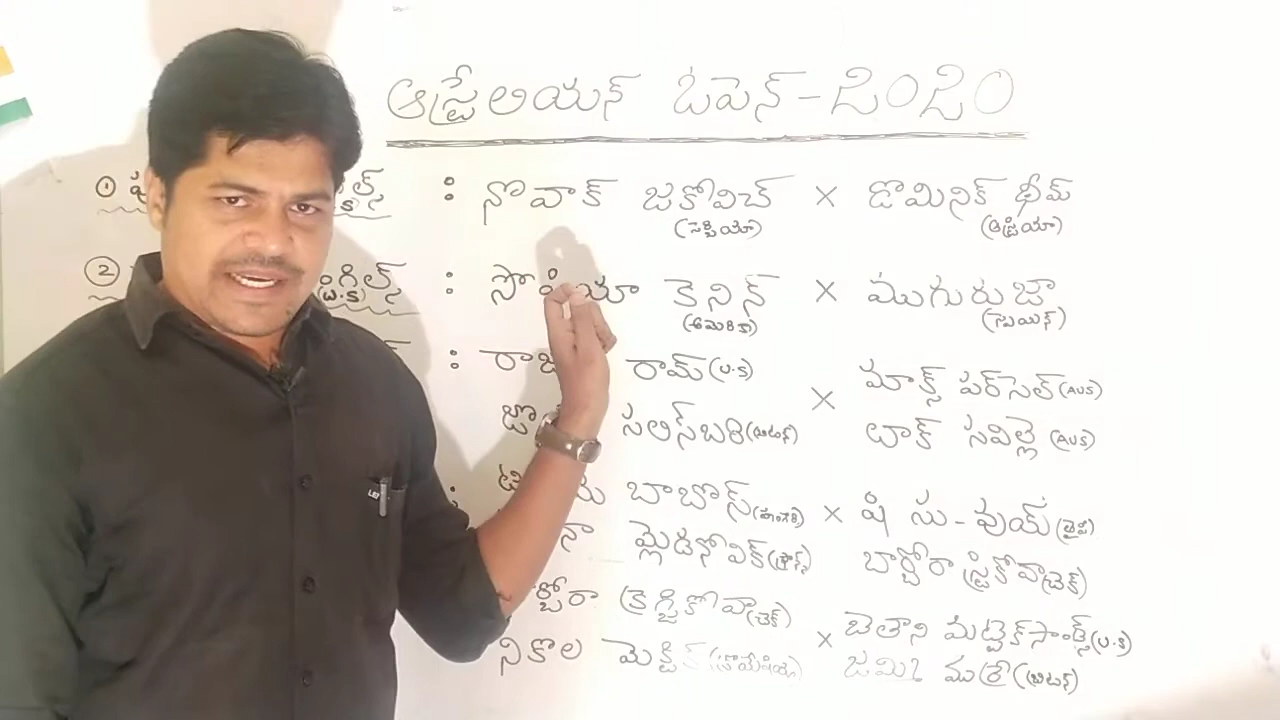 ఆస్ట్రేలియన్ ఓపెన్ - 2020
① : నొవాక్ జకోవిచ్ × డొమినిక్ థీమ్
(సెర్బియా) (ఆస్ట్రియా)
② : సోఫియా కెనిన్ × ముగురుజా
(అమెరికా) (స్పెయిన్)
: రామ్ (U.S) × మాక్స్ పర్‌సెల్ (AUS)
సలిస్‌బరి (బ్రిటన్) లూక్ సవిల్లె (AUS)
: బాబొస్ (హంగేరి) × షి సు - వుయ్ (తైపీ)
మ్లెడినోవిక్ (ఫ్రాన్స్) బార్బోరా స్ట్రికోవా (చెక్)
క్రెగ్జికోవా (చెక్) × బెతాని మట్టెక్‌సాండ్స్ (U.S)
నికొల మెక్టిక్ (క్రొయేషియా) జమీ ముర్రే (బ్రిటన్)